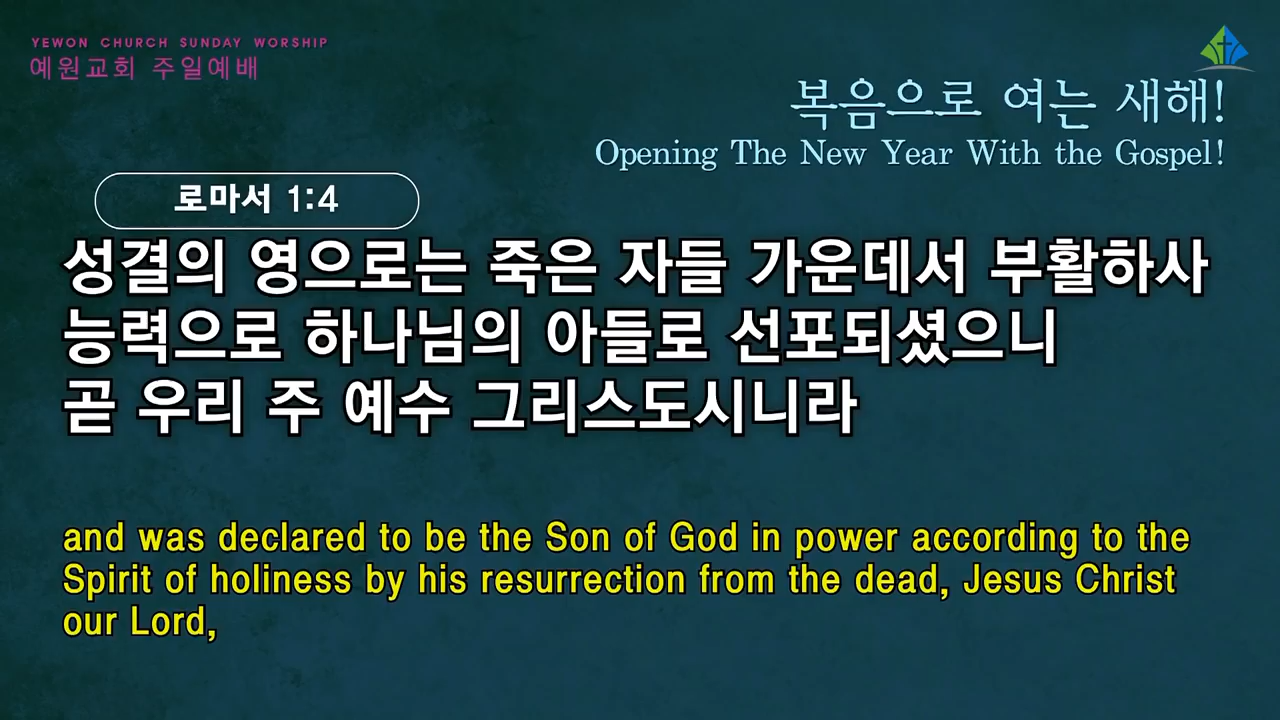 YEWON CHURCH SUNDAY WORSHIP
예원교회 주일예배
복음으로 여는 새해!
Opening The New Year With the Gospel!
로마서 1:4
성결의 영으로는 죽은 자들 가운데서 부활하사
능력으로 하나님의 아들로 선포되셨으니
곧 우리 주 예수 그리스도시니라
and was declared to be the Son of God in power according to the
Spirit of holiness by his resurrection from the dead, Jesus Christ
our Lord,